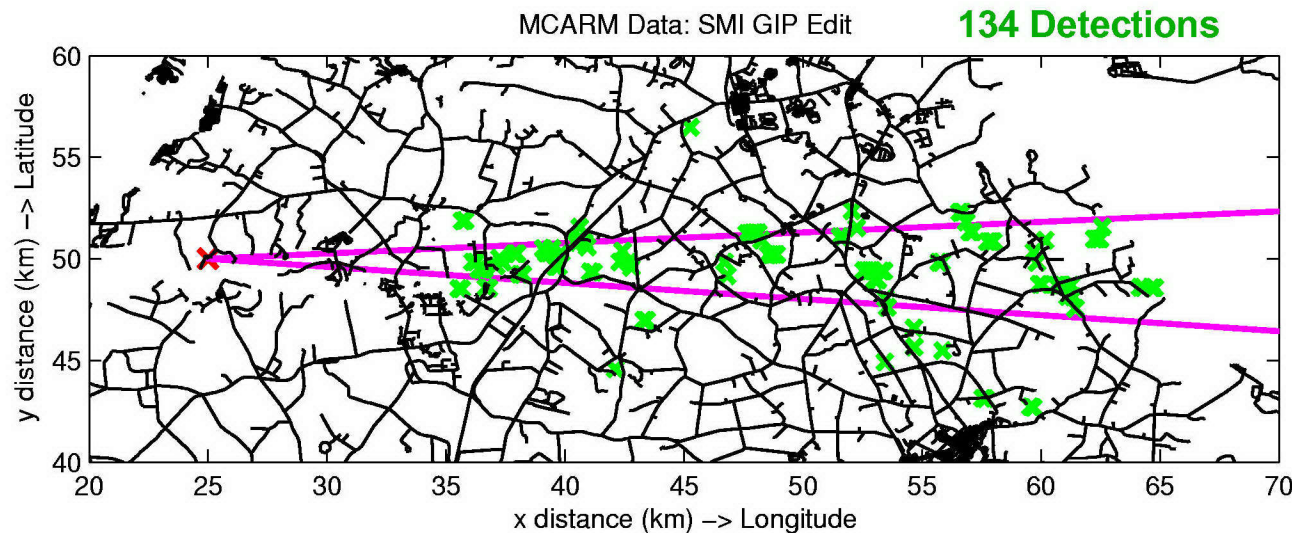 MCARM Data: SMI GIP Edit
134 Detections
60
55
50
45
40
y distance (km) −> Latitude
20 25 30 35 40 45 50 55 60 65 70
x distance (km) −> Longitude